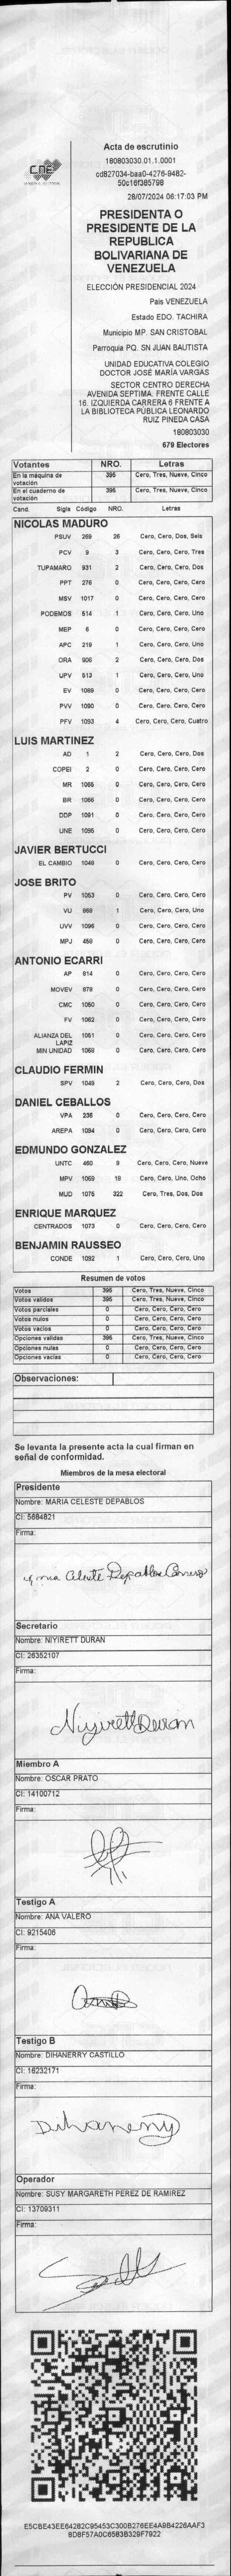 CNE
Acta de escrutinio
180803030.01.1.0001
cd827034-baa0-4276-9482-
50c16f385798
28/07/2024 06:17:03 PM
PRESIDENTA O
PRESIDENTE DE LA
REPUBLICA
BOLIVARIANA DE
VENEZUELA
ELECCIÓN PRESIDENCIAL 2024
Pais VENEZUELA
Estado EDO. TACHIRA
Municipio MP. SAN CRISTOBAL
Parroquia PQ. SN JUAN BAUTISTA
UNIDAD EDUCATIVA COLEGIO
DOCTOR JOSÉ MARÍA VARGAS
SECTOR CENTRO DERECHA
AVENIDA SEPTIMA. FRENTE CALLE
16. IZQUIERDA CARRERA 6 FRENTE A
LA BIBLIOTECA PÚBLICA LEONARDO
RUIZ PINEDA CASA
180803030
679 Electores
Votantes NRO. Letras
En la máquina de votación 395 Cero, Tres, Nueve, Cinco
En el cuaderno de votación 395 Cero, Tres, Nueve, Cinco
Cand. Sigla Código NRO. Letras
NICOLAS MADURO
PSUV 269 26 Cero, Cero, Dos, Seis
PCV 9 3 Cero, Cero, Cero, Tres
TUPAMARO 931 2 Cero, Cero, Cero, Dos
PPT 276 0 Cero, Cero, Cero, Cero
MSV 1017 0 Cero, Cero, Cero, Cero
PODEMOS 514 1 Cero, Cero, Cero, Uno
MEP 6 0 Cero, Cero, Cero, Cero
APC 219 1 Cero, Cero, Cero, Uno
ORA 906 2 Cero, Cero, Cero, Dos
UPV 513 1 Cero, Cero, Cero, Uno
EV 1089 0 Cero, Cero, Cero, Cero
PVV 1090 0 Cero, Cero, Cero, Cero
PFV 1093 4 Cero, Cero, Cero, Cuatro
LUIS MARTINEZ
AD 1 2 Cero, Cero, Cero, Dos
COPEI 2 0 Cero, Cero, Cero, Cero
MR 1065 0 Cero, Cero, Cero, Cero
BR 1066 0 Cero, Cero, Cero, Cero
DDP 1091 0 Cero, Cero, Cero, Cero
UNE 1095 0 Cero, Cero, Cero, Cero
JAVIER BERTUCCI
EL CAMBIO 1048 0 Cero, Cero, Cero, Cero
JOSE BRITO
PV 1053 0 Cero, Cero, Cero, Cero
VU 868 1 Cero, Cero, Cero, Uno
UVV 1096 0 Cero, Cero, Cero, Cero
MPJ 459 0 Cero, Cero, Cero, Cero
ANTONIO ECARRI
AP 814 0 Cero, Cero, Cero, Cero
MOVEV 878 0 Cero, Cero, Cero, Cero
CMC 1050 0 Cero, Cero, Cero, Cero
FV 1062 0 Cero, Cero, Cero, Cero
ALIANZA DEL LAPIZ 1051 0 Cero, Cero, Cero, Cero
MIN UNIDAD 1068 0 Cero, Cero, Cero, Cero
CLAUDIO FERMIN
SPV 1049 2 Cero, Cero, Cero, Dos
DANIEL CEBALLOS
VPA 236 0 Cero, Cero, Cero, Cero
AREPA 1094 0 Cero, Cero, Cero, Cero
EDMUNDO GONZALEZ
UNTC 460 9 Cero, Cero, Cero, Nueve
MPV 1069 18 Cero, Cero, Uno, Ocho
MUD 1075 322 Cero, Tres, Dos, Dos
ENRIQUE MARQUEZ
CENTRADOS 1073 0 Cero, Cero, Cero, Cero
BENJAMIN RAUSSEO
CONDE 1092 1 Cero, Cero, Cero, Uno
Resumen de votos
Votos 395 Cero, Tres, Nueve, Cinco
Votos validos 395 Cero, Tres, Nueve, Cinco
Votos parciales 0 Cero, Cero, Cero, Cero
Votos nulos 0 Cero, Cero, Cero, Cero
Votos vacios 0 Cero, Cero, Cero, Cero
Opciones validas 395 Cero, Tres, Nueve, Cinco
Opciones nulas 0 Cero, Cero, Cero, Cero
Opciones vacias 0 Cero, Cero, Cero, Cero
Observaciones:
Se levanta la presente acta la cual firman en
señal de conformidad.
Miembros de la mesa electoral
Presidente
Nombre: MARIA CELESTE DEPABLOS
CI: 5684821
Firma:
Celeste Depablos
Secretario
Nombre: NIYIRETT DURAN
CI: 26352107
Firma:
Niyirett Duran
Miembro A
Nombre: OSCAR PRATO
CI: 14100712
Firma:
Testigo A
Nombre: ANA VALERO
CI: 9215406
Firma:
Testigo B
Nombre: DIHANERRY CASTILLO
CI: 16232171
Firma:
Operador
Nombre: SUSY MARGARETH PEREZ DE RAMIREZ
CI: 13709311
Firma:
E5CBE43EE64282C95453C300B276EE4A9B4226AAF3
8D8F57A0C6583B329F7922